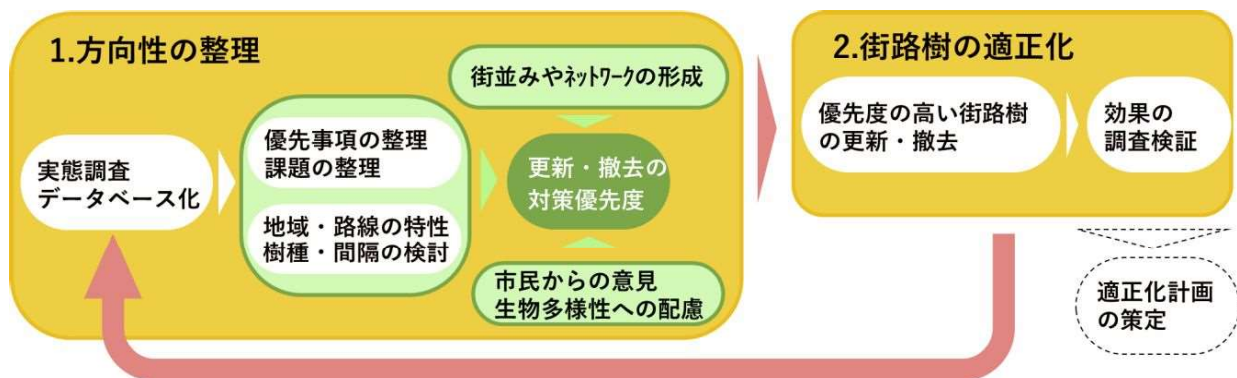 1.方向性の整理
実態調査
データベース化
優先事項の整理
課題の整理
地域・路線の特性
樹種・間隔の検討
街並みやﾈｯﾄﾜｰｸの形成
更新・撤去の
対策優先度
市民からの意見
生物多様性への配慮
2.街路樹の適正化
優先度の高い街路樹
の更新・撤去
効果の
調査検証
適正化計画
の策定